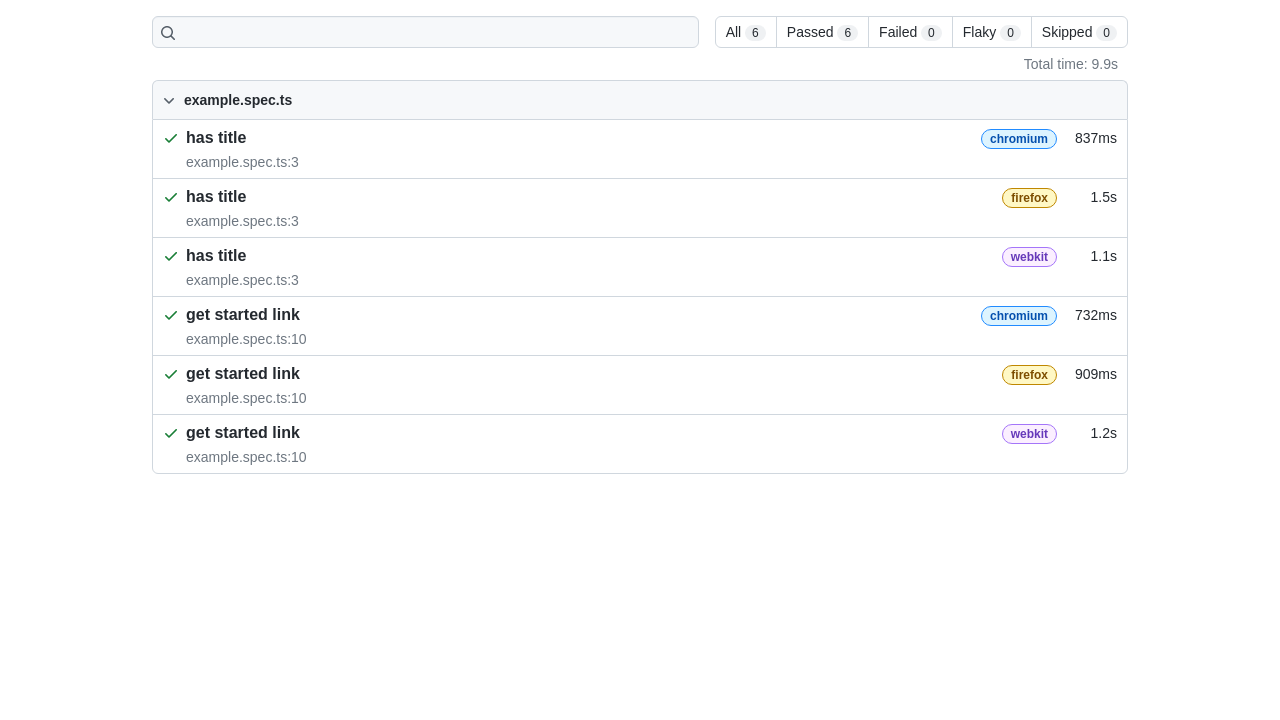 All 6 Passed 6 Failed 0 Flaky 0 Skipped 0
Total time: 9.9s
example.spec.ts
has title chromium 837ms
example.spec.ts:3
has title firefox 1.5s
example.spec.ts:3
has title webkit 1.1s
example.spec.ts:3
get started link chromium 732ms
example.spec.ts:10
get started link firefox 909ms
example.spec.ts:10
get started link webkit 1.2s
example.spec.ts:10